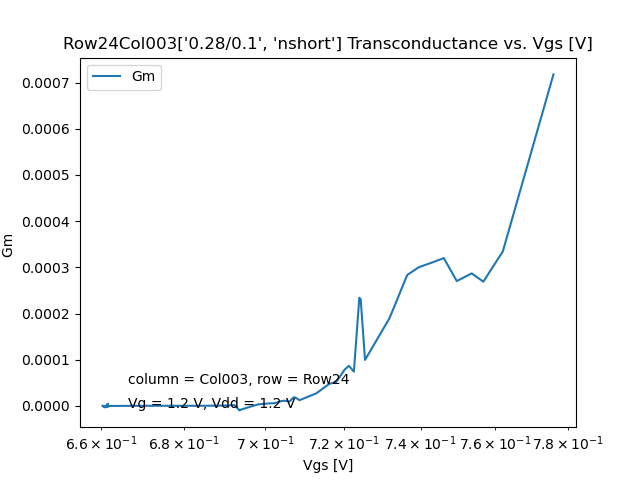 Row24Col003['0.28/0.1', 'nshort'] Transconductance vs. Vgs [V]
Gm
0.0007
0.0006
0.0005
0.0004
0.0003
0.0002
0.0001
0.0000
Gm
column = Col003, row = Row24
Vg = 1.2 V, Vdd = 1.2 V
6.6 × 10⁻¹ 6.8 × 10⁻¹ 7 × 10⁻¹ 7.2 × 10⁻¹ 7.4 × 10⁻¹ 7.6 × 10⁻¹ 7.8 × 10⁻¹
Vgs [V]